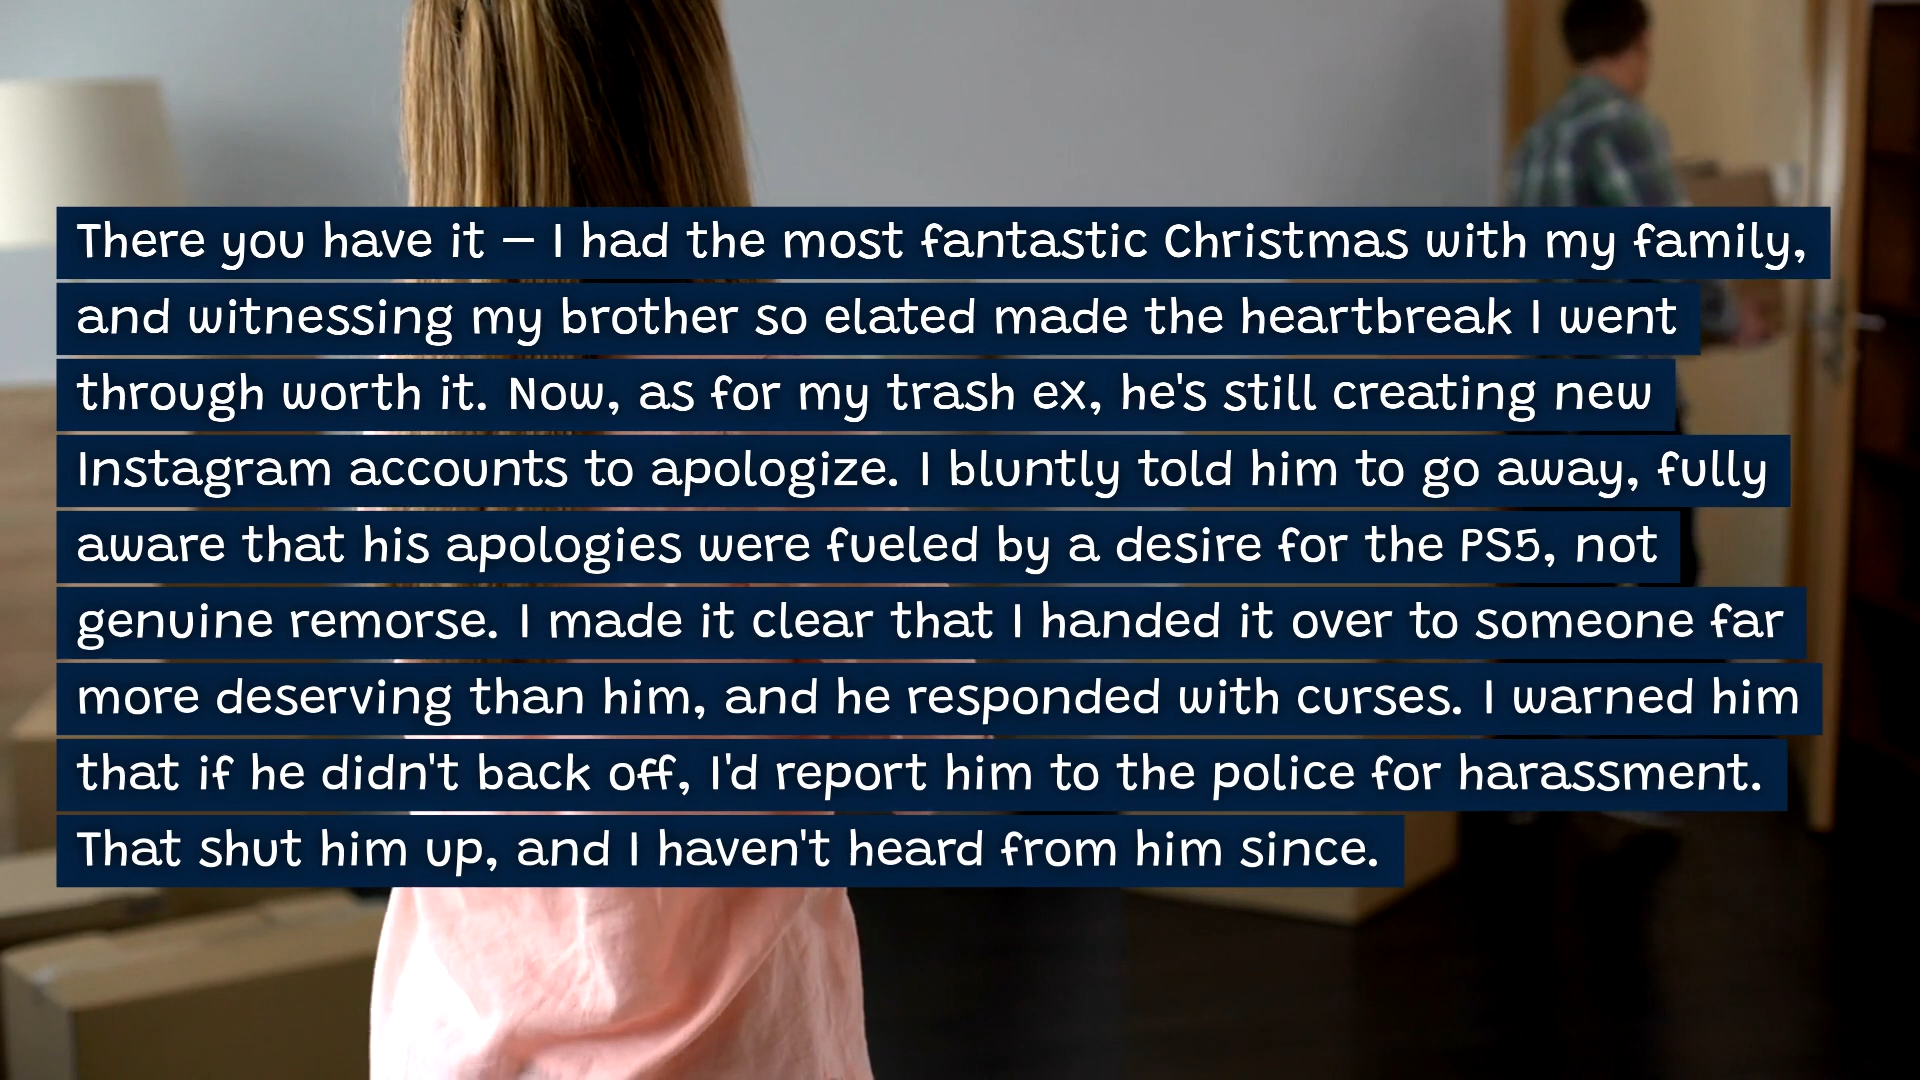 There you have it – I had the most fantastic Christmas with my family,
and witnessing my brother so elated made the heartbreak I went
through worth it. Now, as for my trash ex, he's still creating new
Instagram accounts to apologize. I bluntly told him to go away, fully
aware that his apologies were fueled by a desire for the PS5, not
genuine remorse. I made it clear that I handed it over to someone far
more deserving than him, and he responded with curses. I warned him
that if he didn't back off, I'd report him to the police for harassment.
That shut him up, and I haven't heard from him since.